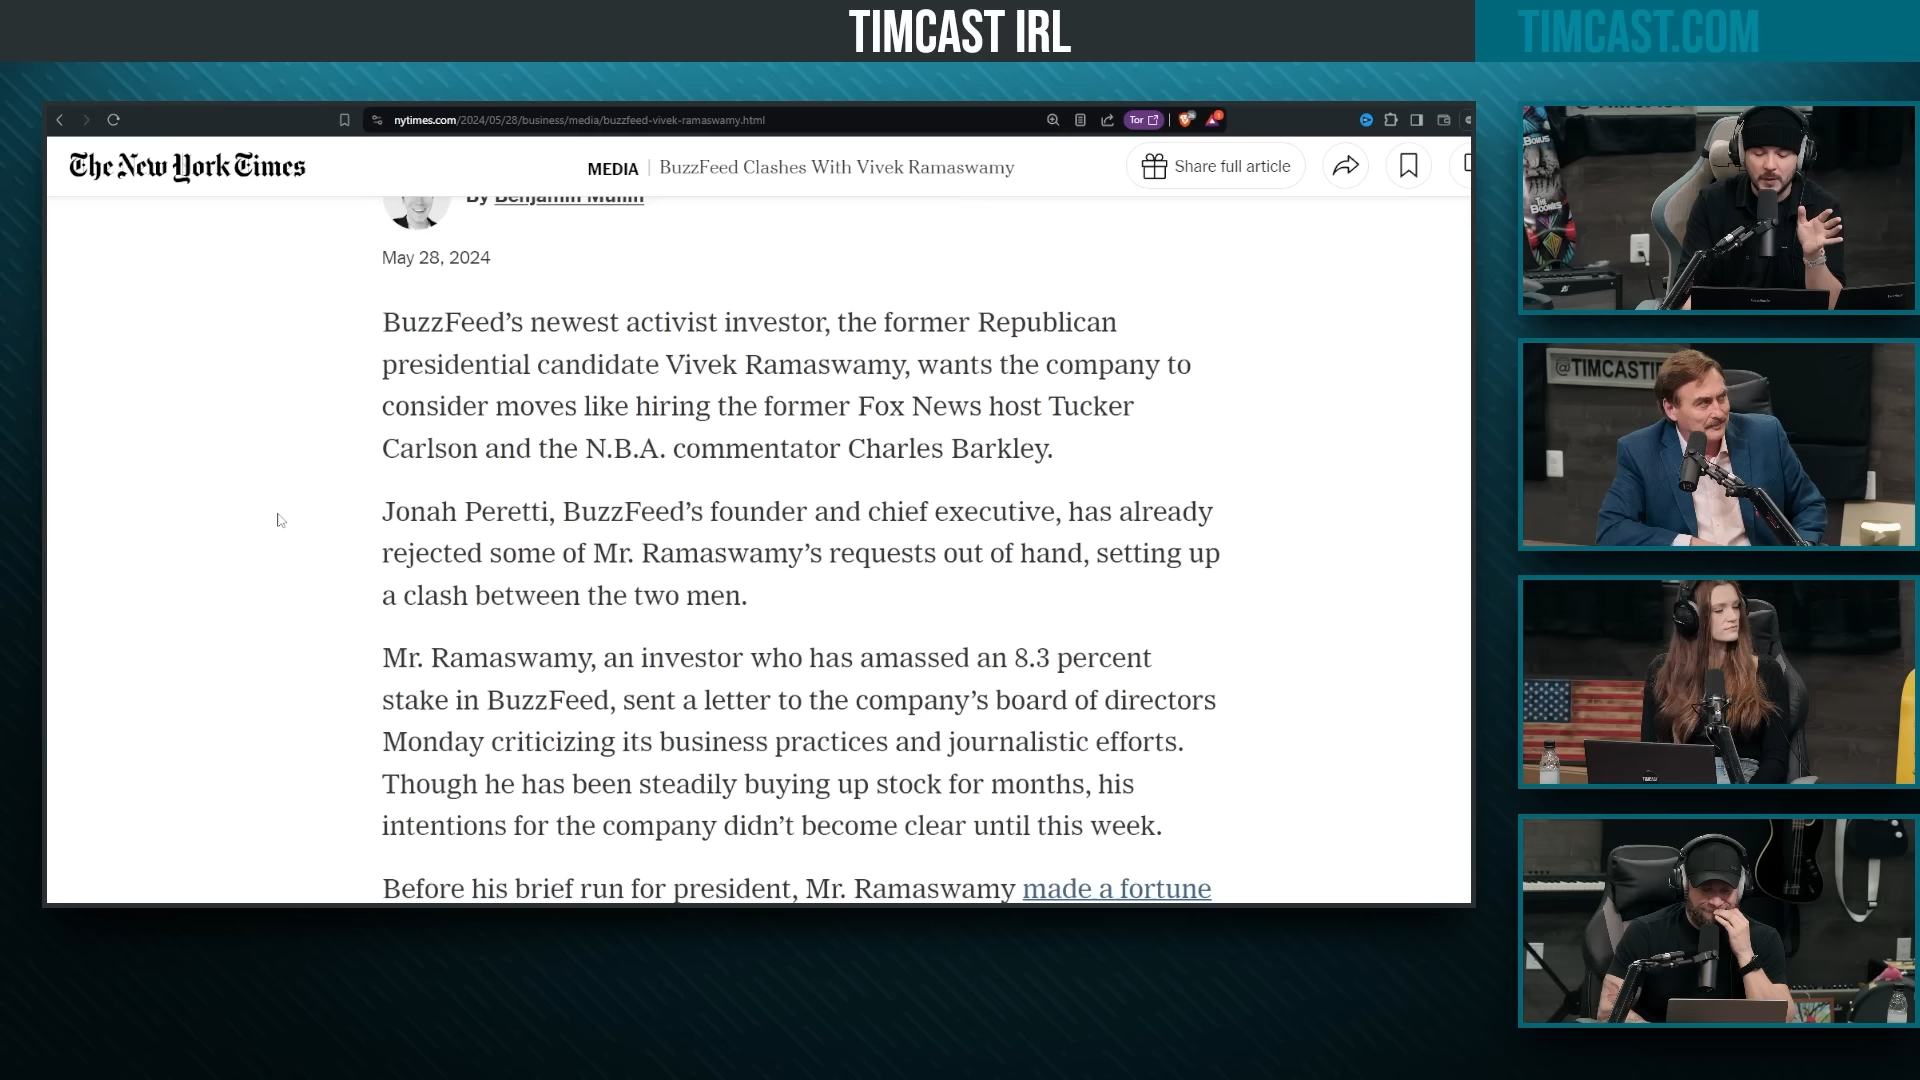 TIMCAST IRL
TIMCAST.COM
nytimes.com/2024/05/28/business/media/buzzfeed-vivek-ramaswamy.html
Tor
The New York Times
MEDIA | BuzzFeed Clashes With Vivek Ramaswamy
Share full article
By Benjamin Mullin
May 28, 2024
BuzzFeed’s newest activist investor, the former Republican
presidential candidate Vivek Ramaswamy, wants the company to
consider moves like hiring the former Fox News host Tucker
Carlson and the N.B.A. commentator Charles Barkley.
Jonah Peretti, BuzzFeed’s founder and chief executive, has already
rejected some of Mr. Ramaswamy’s requests out of hand, setting up
a clash between the two men.
Mr. Ramaswamy, an investor who has amassed an 8.3 percent
stake in BuzzFeed, sent a letter to the company’s board of directors
Monday criticizing its business practices and journalistic efforts.
Though he has been steadily buying up stock for months, his
intentions for the company didn’t become clear until this week.
Before his brief run for president, Mr. Ramaswamy made a fortune
THE
BOONIES